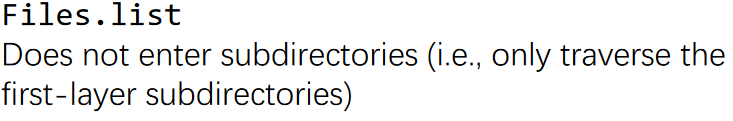 Files.list
Does not enter subdirectories (i.e., only traverse the
first-layer subdirectories)